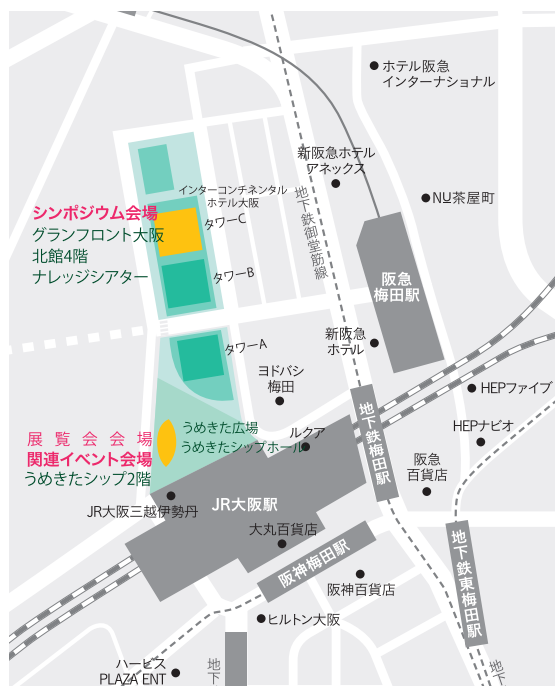 ホテル阪急
インターナショナル
新阪急ホテル
アネックス
インターコンチネンタル
ホテル大阪
NU茶屋町
シンポジウム会場
グランフロント大阪
北館4階
ナレッジシアター
タワーC
地下鉄御堂筋線
タワーB
阪急
梅田駅
新阪急
ホテル
タワーA
ヨドバシ
梅田
HEPファイブ
地下鉄梅田駅
うめきた広場
うめきたシップホール
ルクア
HEPナビオ
展覧会会場
関連イベント会場
うめきたシップ2階
阪急
百貨店
JR大阪三越伊勢丹
JR大阪駅
大丸百貨店
阪神梅田駅
阪神百貨店
地下鉄東梅田駅
ヒルトン大阪
ハービス
PLAZA ENT
地下
地下